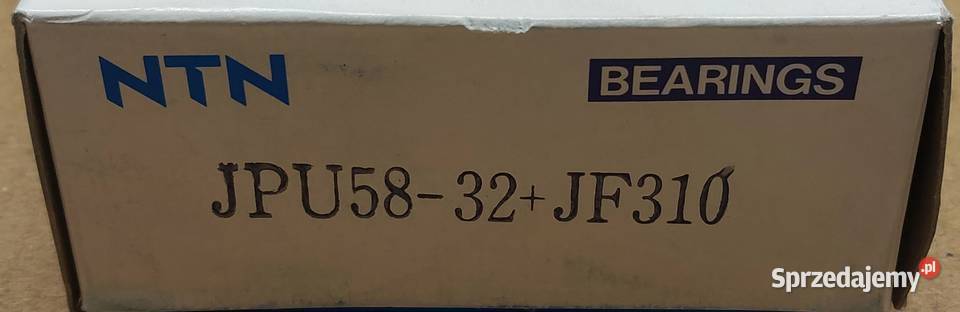 NTN BEARINGS
JPU58-32+JF310
Sprzedajemy.pl